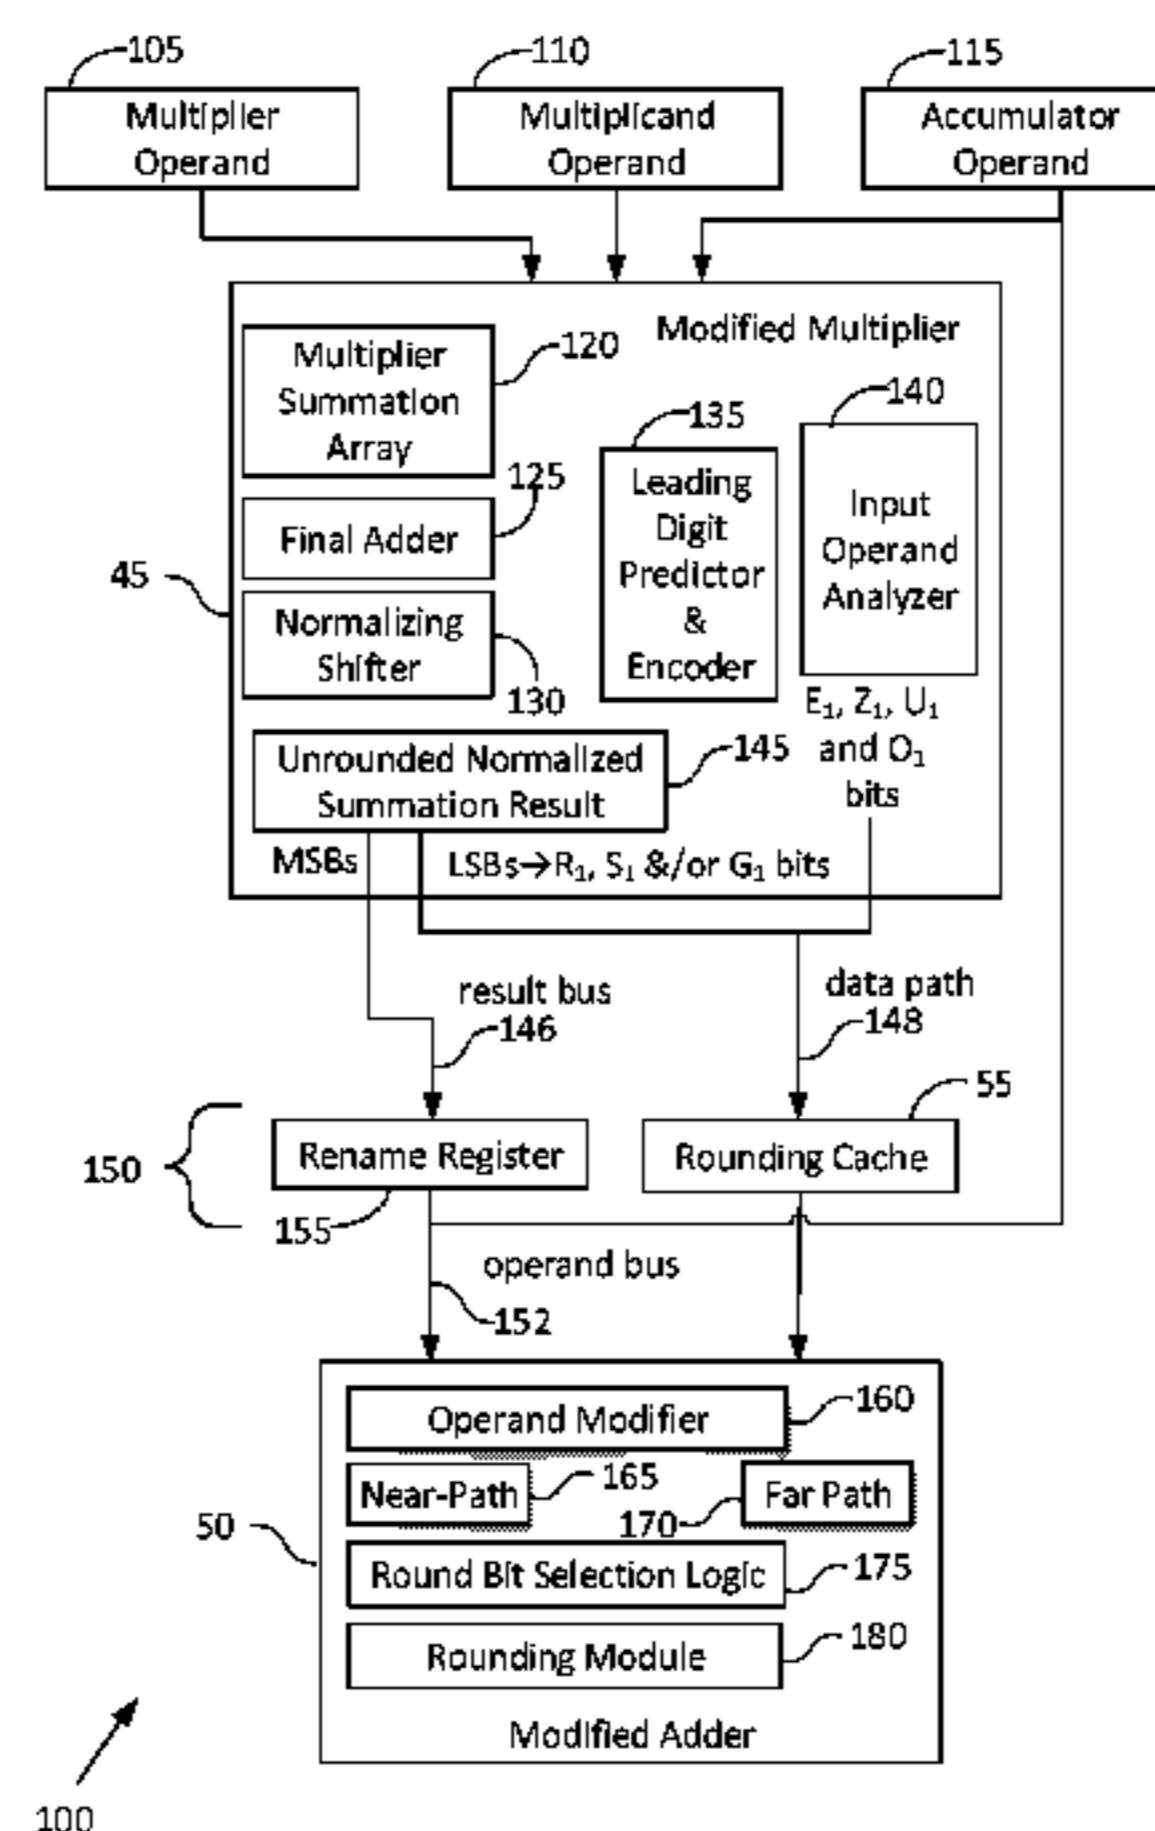 105
110
115
Multiplier
Operand
Multiplicand
Operand
Accumulator
Operand
Modified Multiplier
Multiplier
Summation
Array
120
135
140
Leading
Digit
Predictor
&
Encoder
Input
Operand
Analyzer
125
Final Adder
45
Normalizing
Shifter
130
E₁, Z₁, U₁
and O₁
bits
Unrounded Normalized
Summation Result
145
MSBs
LSBs→R₁, S₁ &/or G₁ bits
result bus
146
data path
148
55
150
Rename Register
Rounding Cache
155
operand bus
152
Operand Modifier
160
Near-Path
165
170
Far Path
50
Round Bit Selection Logic
175
Rounding Module
180
Modified Adder
100